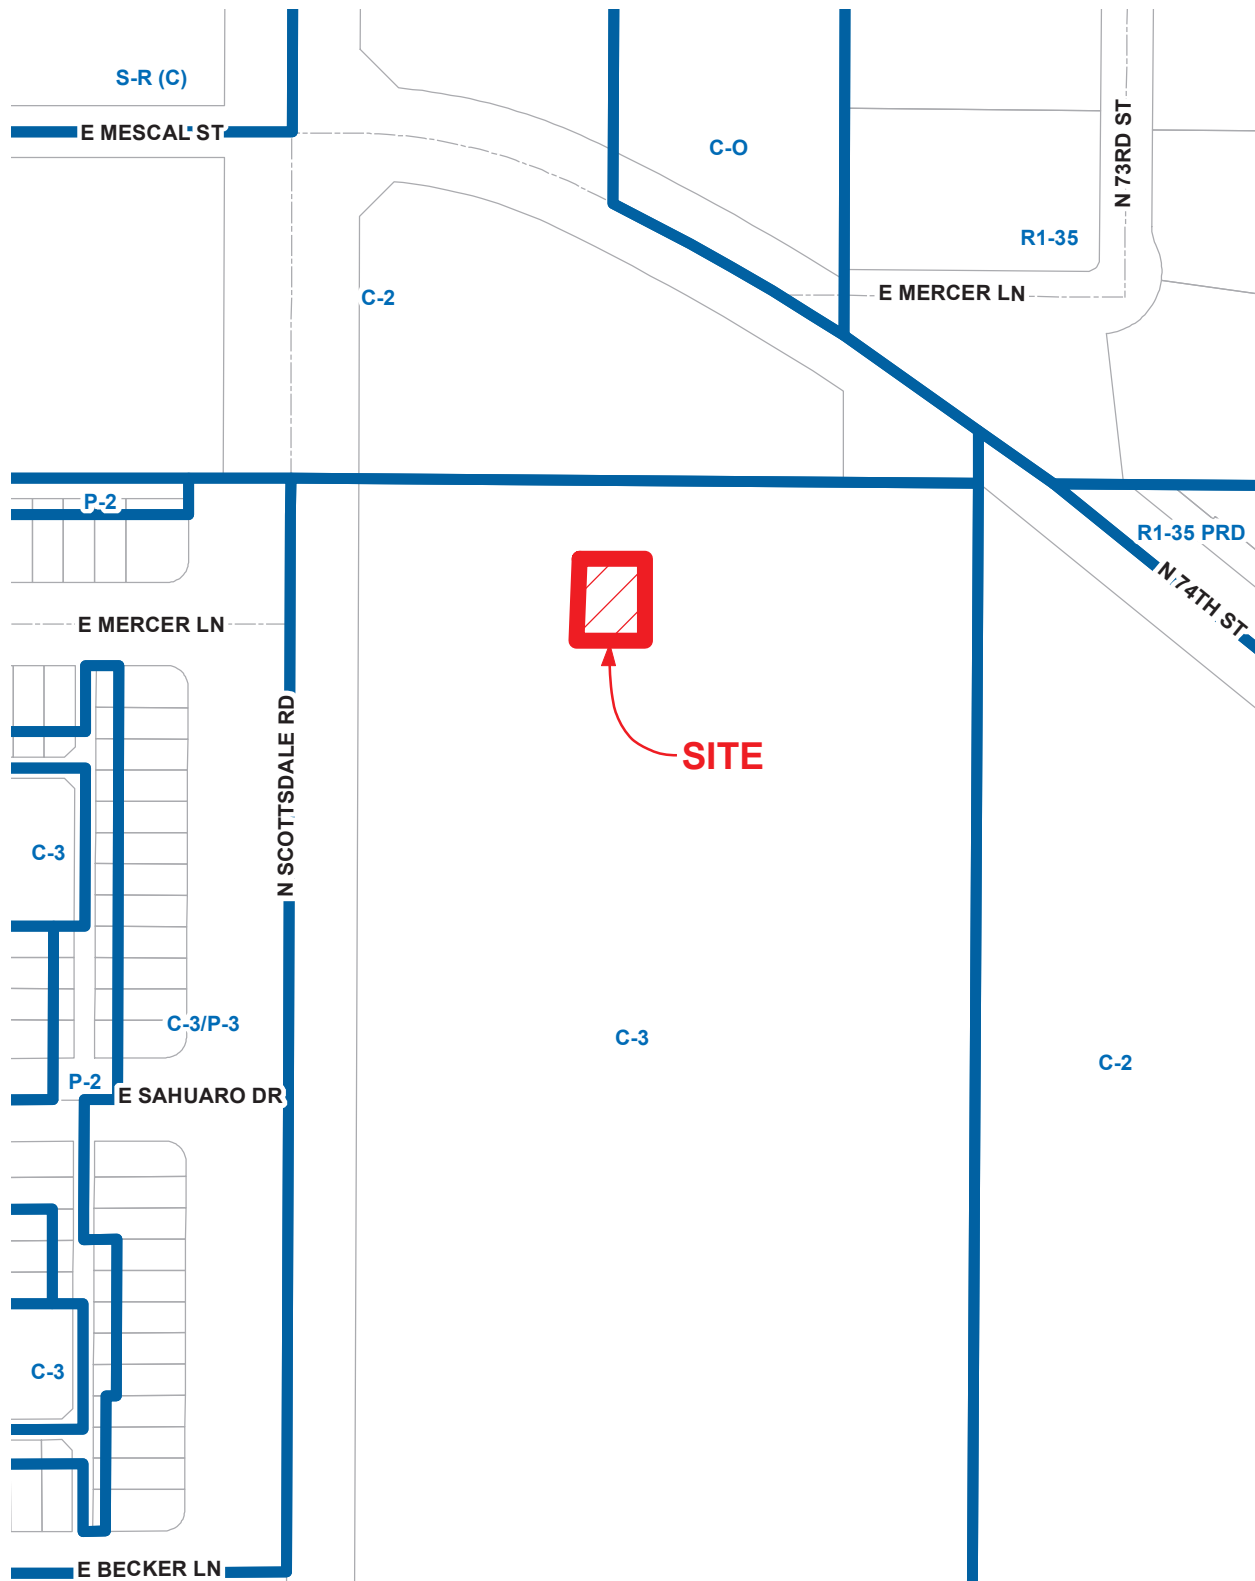 S-R (C)
E MESCAL ST
C-O
N 73RD ST
R1-35
C-2
E MERCER LN
P-2
R1-35 PRD
N 74TH ST
E MERCER LN
N SCOTTSDALE RD
SITE
C-3
C-3/P-3
C-3
C-2
P-2
E SAHUARO DR
C-3
E BECKER LN